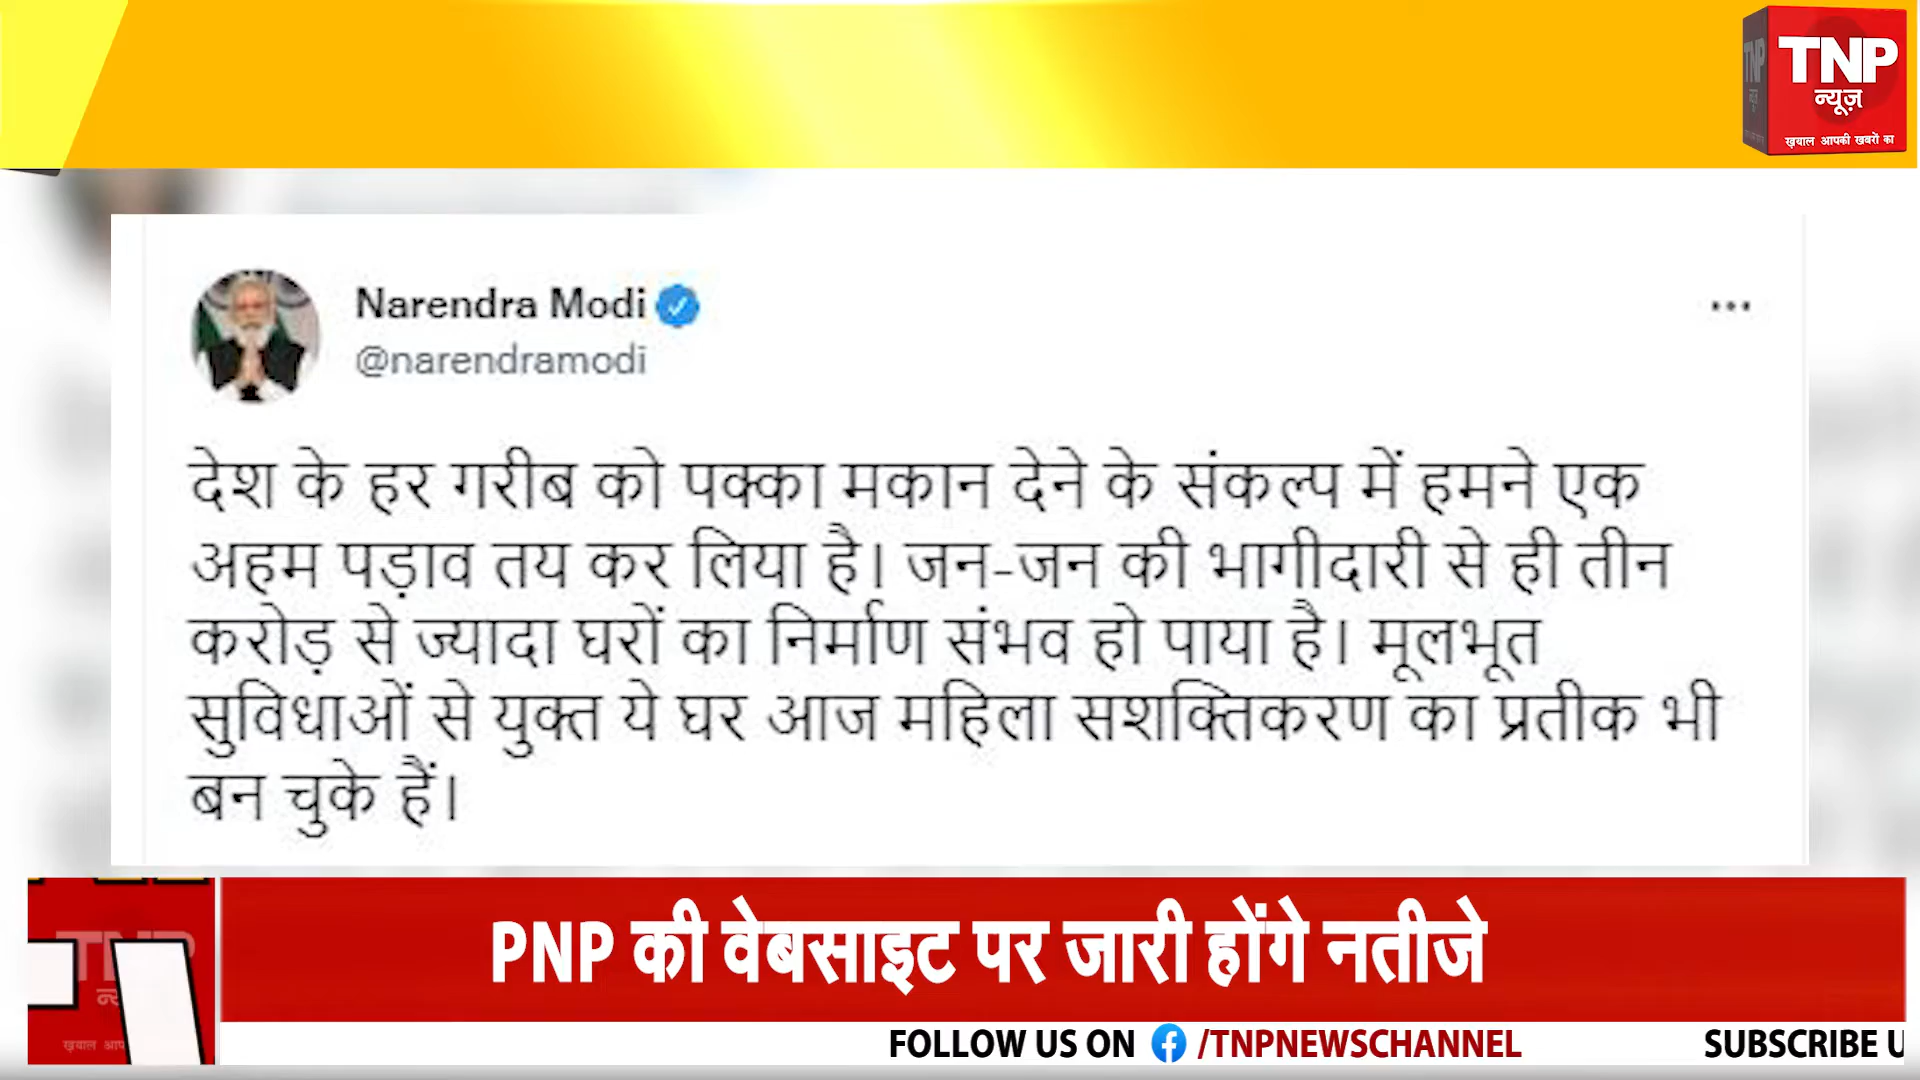 TNP
न्यूज़
ख़याल आपकी खबरों का
Narendra Modi
@narendramodi
देश के हर गरीब को पक्का मकान देने के संकल्प में हमने एक
अहम पड़ाव तय कर लिया है। जन-जन की भागीदारी से ही तीन
करोड़ से ज्यादा घरों का निर्माण संभव हो पाया है। मूलभूत
सुविधाओं से युक्त ये घर आज महिला सशक्तिकरण का प्रतीक भी
बन चुके हैं।
PNP की वेबसाइट पर जारी होंगे नतीजे
FOLLOW US ON /TNPNEWSCHANNEL SUBSCRIBE U